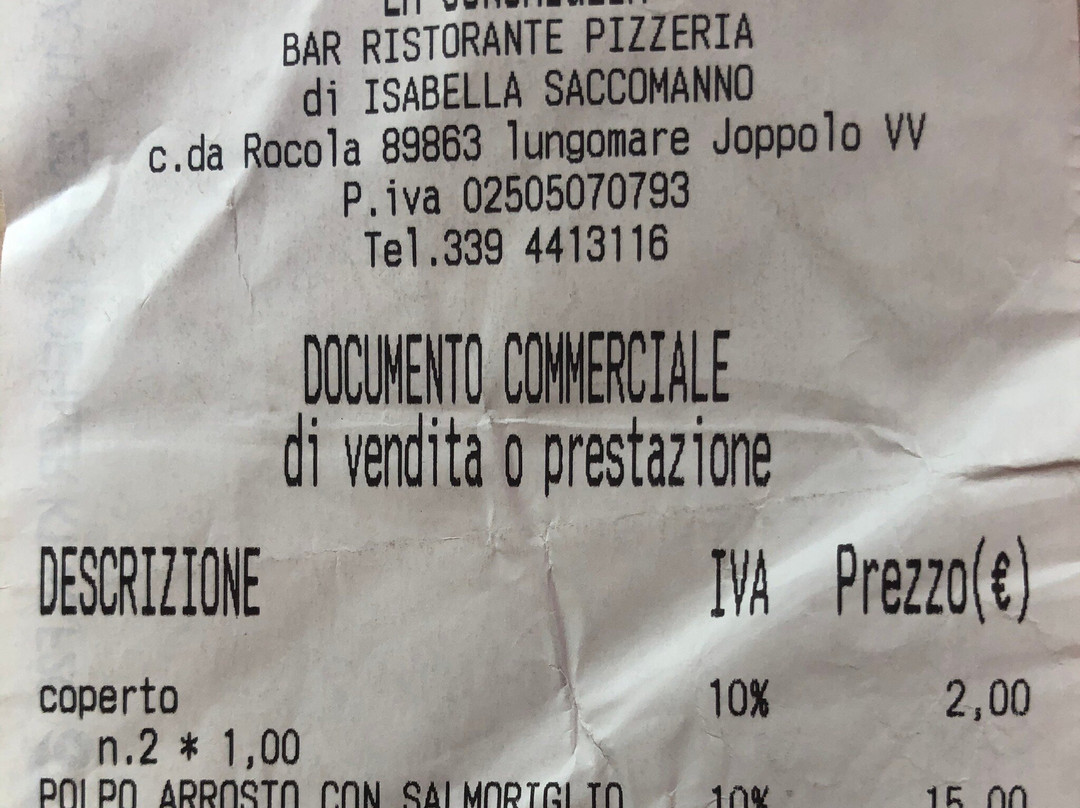 BAR RISTORANTE PIZZERIA
di ISABELLA SACCOMANNO
c.da Rocola 89863 lungomare Joppolo VV
P.iva 02505070793
Tel.339 4413116
DOCUMENTO COMMERCIALE
di vendita o prestazione
DESCRIZIONE IVA Prezzo(€)
coperto 10% 2,00
n.2 * 1,00
POLPO ARROSTO CON SALMORIGLIO 10% 15,00